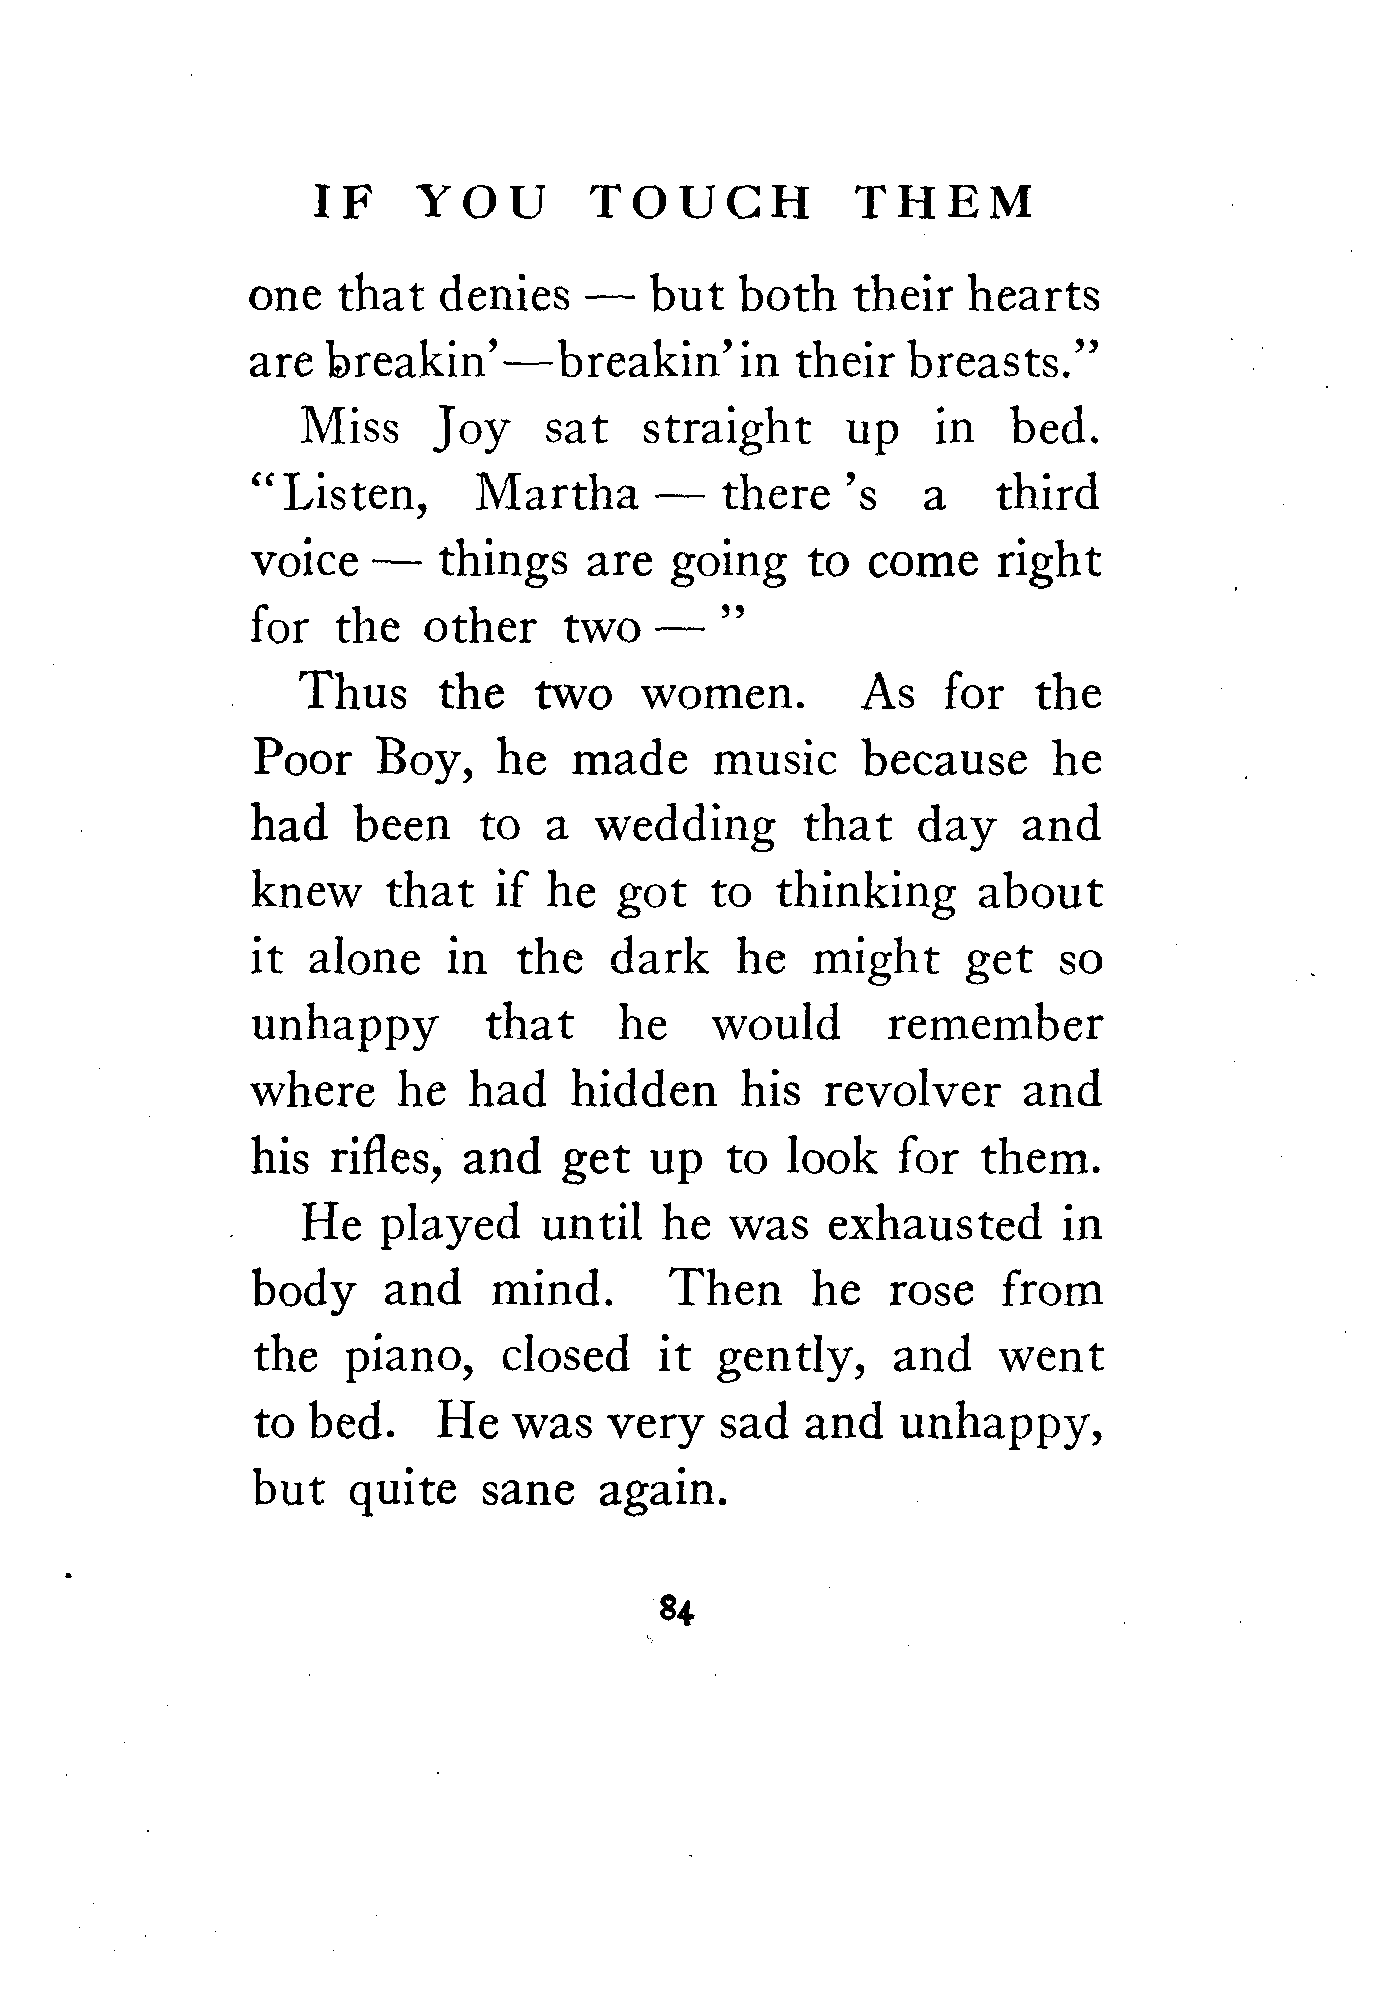 IF YOU TOUCH THEM
one that denies — but both their hearts
are breakin'—breakin' in their breasts."
Miss Joy sat straight up in bed.
"Listen, Martha — there 's a third
voice — things are going to come right
for the other two — "
Thus the two women. As for the
Poor Boy, he made music because he
had been to a wedding that day and
knew that if he got to thinking about
it alone in the dark he might get so
unhappy that he would remember
where he had hidden his revolver and
his rifles, and get up to look for them.
He played until he was exhausted in
body and mind. Then he rose from
the piano, closed it gently, and went
to bed. He was very sad and unhappy,
but quite sane again.
84